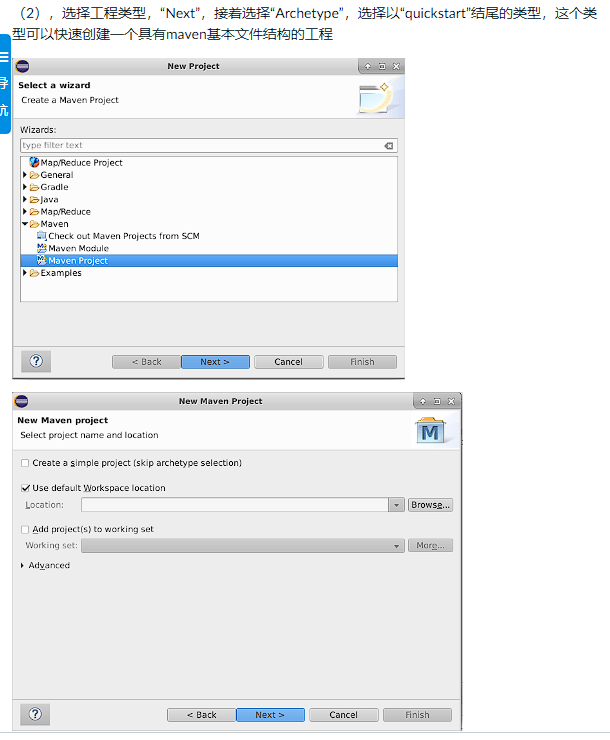 （2），选择工程类型，“Next”，接着选择“Archetype”，选择以“quickstart”结尾的类型，这个类
型可以快速创建一个具有maven基本文件结构的工程
导
航
New Project
Select a wizard
Create a Maven Project
Wizards:
type filter text
Map/Reduce Project
General
Gradle
Java
Map/Reduce
Maven
Check out Maven Projects from SCM
Maven Module
Maven Project
Examples
? < Back Next > Cancel Finish
New Maven Project
New Maven project
Select project name and location
M
Create a simple project (skip archetype selection)
Use default Workspace location
Location: Browse...
Add project(s) to working set
Working set: More...
Advanced
? < Back Next > Cancel Finish